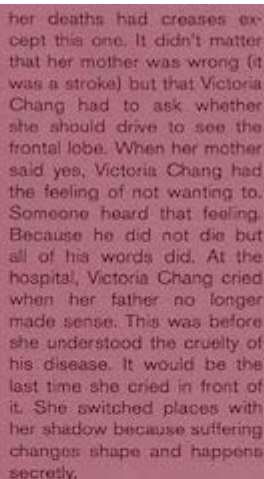 her deaths had creases ex-
cept this one. It didn't matter
that her mother was wrong (it
was a stroke) but that Victoria
Chang had to ask whether
she should drive to see the
frontal lobe. When her mother
said yes, Victoria Chang had
the feeling of not wanting to.
Someone heard that feeling.
Because he did not die but
all of his words did. At the
hospital, Victoria Chang cried
when her father no longer
made sense. This was before
she understood the cruelty of
his disease. It would be the
last time she cried in front of
it. She switched places with
her shadow because suffering
changes shape and happens
secretly.